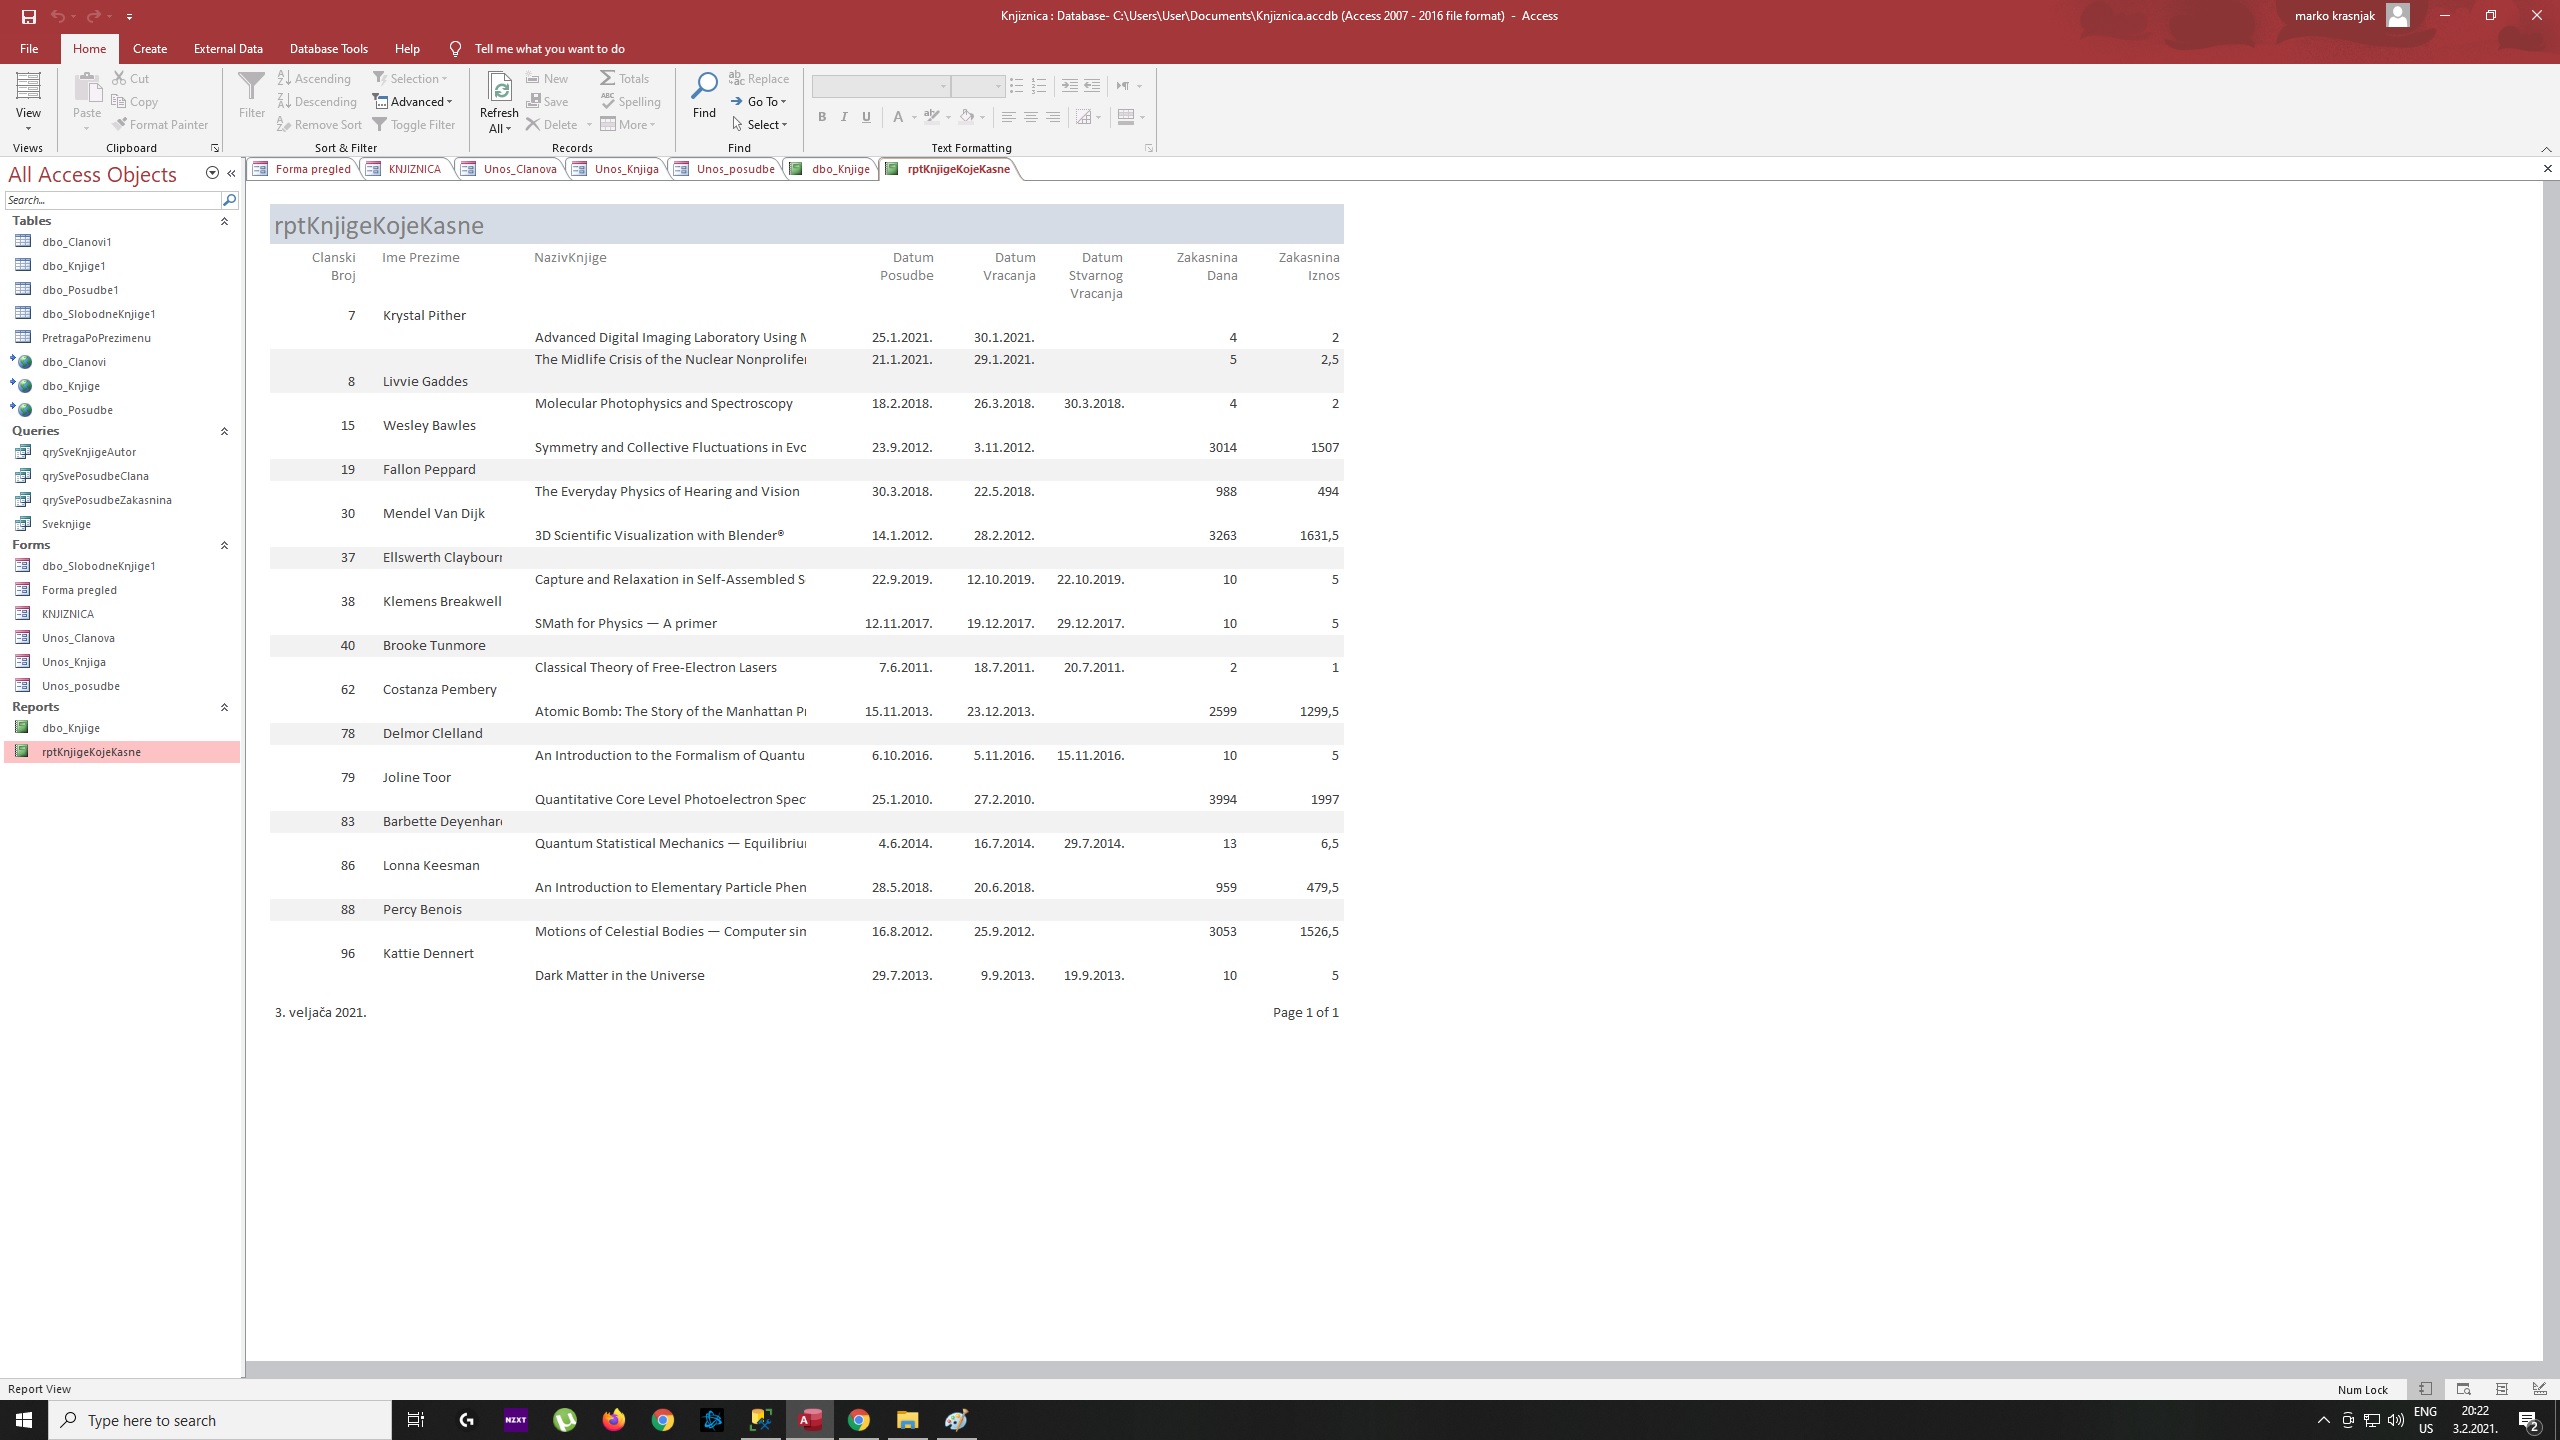 Knjiznica : Database- C:\Users\User\Documents\Knjiznica.accdb (Access 2007 - 2016 file format) - Access
marko krasnjak
File Home Create External Data Database Tools Help Tell me what you want to do
View
Views
Paste
Cut
Copy
Format Painter
Clipboard
Filter
Ascending
Descending
Remove Sort
Selection
Advanced
Toggle Filter
Sort & Filter
Refresh
All
New
Save
Delete
Totals
Spelling
More
Records
Find
Replace
Go To
Select
Find
B I U A
Text Formatting
All Access Objects
Search...
Tables
dbo_Clanovi1
dbo_Knjige1
dbo_Posudbe1
dbo_SlobodneKnjige1
PretragaPoPrezimenu
dbo_Clanovi
dbo_Knjige
dbo_Posudbe
Queries
qrySveKnjigeAutor
qrySvePosudbeClana
qrySvePosudbeZakasnina
Sveknjige
Forms
dbo_SlobodneKnjige1
Forma pregled
KNJIZNICA
Unos_Clanova
Unos_Knjiga
Unos_posudbe
Reports
dbo_Knjige
rptKnjigeKojeKasne
Forma pregled KNJIZNICA Unos_Clanova Unos_Knjiga Unos_posudbe dbo_Knjige rptKnjigeKojeKasne
rptKnjigeKojeKasne
Clanski Ime Prezime NazivKnjige Datum Datum Datum Zakasnina Zakasnina
Broj Posudbe Vracanja Stvarnog Dana Iznos
Vracanja
7 Krystal Pither
Advanced Digital Imaging Laboratory Using 25.1.2021. 30.1.2021. 4 2
The Midlife Crisis of the Nuclear Nonprolifer 21.1.2021. 29.1.2021. 5 2,5
8 Livvie Gaddes
Molecular Photophysics and Spectroscopy 18.2.2018. 26.3.2018. 30.3.2018. 4 2
15 Wesley Bawles
Symmetry and Collective Fluctuations in Evo 23.9.2012. 3.11.2012. 3014 1507
19 Fallon Peppard
The Everyday Physics of Hearing and Vision 30.3.2018. 22.5.2018. 988 494
30 Mendel Van Dijk
3D Scientific Visualization with Blender® 14.1.2012. 28.2.2012. 3263 1631,5
37 Ellswerth Claybourn
Capture and Relaxation in Self-Assembled S 22.9.2019. 12.10.2019. 22.10.2019. 10 5
38 Klemens Breakwell
SMath for Physics — A primer 12.11.2017. 19.12.2017. 29.12.2017. 10 5
40 Brooke Tunmore
Classical Theory of Free-Electron Lasers 7.6.2011. 18.7.2011. 20.7.2011. 2 1
62 Costanza Pembery
Atomic Bomb: The Story of the Manhattan Pr 15.11.2013. 23.12.2013. 2599 1299,5
78 Delmor Clelland
An Introduction to the Formalism of Quantu 6.10.2016. 5.11.2016. 15.11.2016. 10 5
79 Joline Toor
Quantitative Core Level Photoelectron Spec 25.1.2010. 27.2.2010. 3994 1997
83 Barbette Deyenhar
Quantum Statistical Mechanics — Equilibriu 4.6.2014. 16.7.2014. 29.7.2014. 13 6,5
86 Lonna Keesman
An Introduction to Elementary Particle Phen 28.5.2018. 20.6.2018. 959 479,5
88 Percy Benois
Motions of Celestial Bodies — Computer sim 16.8.2012. 25.9.2012. 3053 1526,5
96 Kattie Dennert
Dark Matter in the Universe 29.7.2013. 9.9.2013. 19.9.2013. 10 5
3. veljača 2021. Page 1 of 1
Report View
Num Lock
Type here to search
NZXT
ENG
US
20:22
3.2.2021.
2